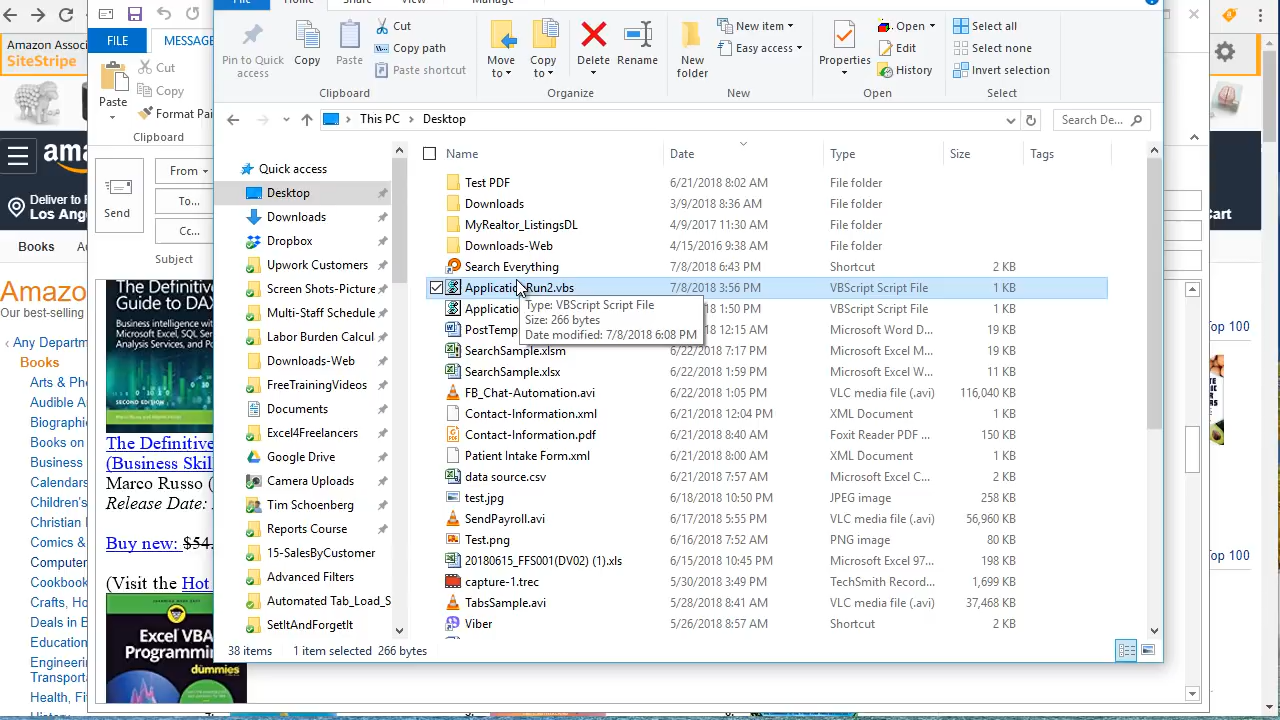 Amazon Assoc
SiteStripe
FILE
MESSAGE
Cut
Copy
Format Pai
Paste
Clipboard
From
To...
Cc...
Send
Subject
Deliver to
Los Angel
Books
Amazo
Our best-selling
Any Departm
Books
Arts & Ph
Audible A
Biographi
Books on
Business
Calendars
Children's
Christian
Comics &
Computer
Cookbook
Crafts, Ho
Deals in B
Engineerin
Transporta
Health, Fi
The Definitive
Guide to DAX
Business intelligence with
SECOND EDITION
The Definitive
(Business Skil
Marco Russo (
Release Date:
Buy new: $54.
(Visit the Hot
Excel VBA
Programmi
dummies
Home
Share
View
Manage
Pin to Quick
access
Copy
Paste
Cut
Copy path
Paste shortcut
Clipboard
Move
to
Copy
to
Delete
Rename
Organize
New
folder
New item
Easy access
New
Properties
Open
Edit
History
Open
Select all
Select none
Invert selection
Select
This PC
Desktop
Search De...
Quick access
Desktop
Downloads
Dropbox
Upwork Customers
Screen Shots-Picture
Multi-Staff Schedule
Labor Burden Calcul
Downloads-Web
FreeTrainingVideos
Documents
Excel4Freelancers
Google Drive
Camera Uploads
Tim Schoenberg
Reports Course
15-SalesByCustomer
Advanced Filters
Automated Tab_Load_S
SetItAndForgetIt
Name Date Type Size Tags
Test PDF 6/21/2018 8:02 AM File folder
Downloads 3/9/2018 8:36 AM File folder
MyRealtor_ListingsDL 4/9/2017 11:30 AM File folder
Downloads-Web 4/15/2016 9:38 AM File folder
Search Everything 7/8/2018 6:43 PM Shortcut 2 KB
Application Run2.vbs 7/8/2018 3:56 PM VBScript Script File 1 KB
Applicatio 1:50 PM VBScript Script File 1 KB
PostTemp 12:15 AM Microsoft Word D... 19 KB
Type: VBScript Script File
Size: 266 bytes
Date modified: 7/8/2018 6:08 PM
SearchSample.xlsm 6/22/2018 7:17 PM Microsoft Excel M... 19 KB
SearchSample.xlsx 6/22/2018 1:59 PM Microsoft Excel W... 11 KB
FB_Chat Automation.avi 6/22/2018 1:05 PM VLC media file (.avi) 116,040 K
Contact-Information.xml 6/21/2018 12:04 PM XML Document 1 KB
Contact-Information.pdf 6/21/2018 8:40 AM Foxit Reader PDF ... 150 KB
Patient Intake Form.xml 6/21/2018 8:00 AM XML Document 1 KB
data source.csv 6/21/2018 7:57 AM Microsoft Excel C... 1 KB
test.jpg 6/18/2018 10:50 PM JPEG image 258 KB
SendPayroll.avi 6/17/2018 5:55 PM VLC media file (.avi) 56,960 KB
Test.png 6/16/2018 7:52 AM PNG image 80 KB
20180615_FFS001(DV02) (1).xls 6/15/2018 10:45 PM Microsoft Excel 97... 198 KB
capture-1.trec 5/30/2018 3:49 PM TechSmith Record... 1,699 KB
TabsSample.avi 5/28/2018 8:41 AM VLC media file (.avi) 37,468 KB
Viber 5/26/2018 8:57 AM Shortcut 2 KB
38 items 1 item selected 266 bytes
Cart
op 100
op 100